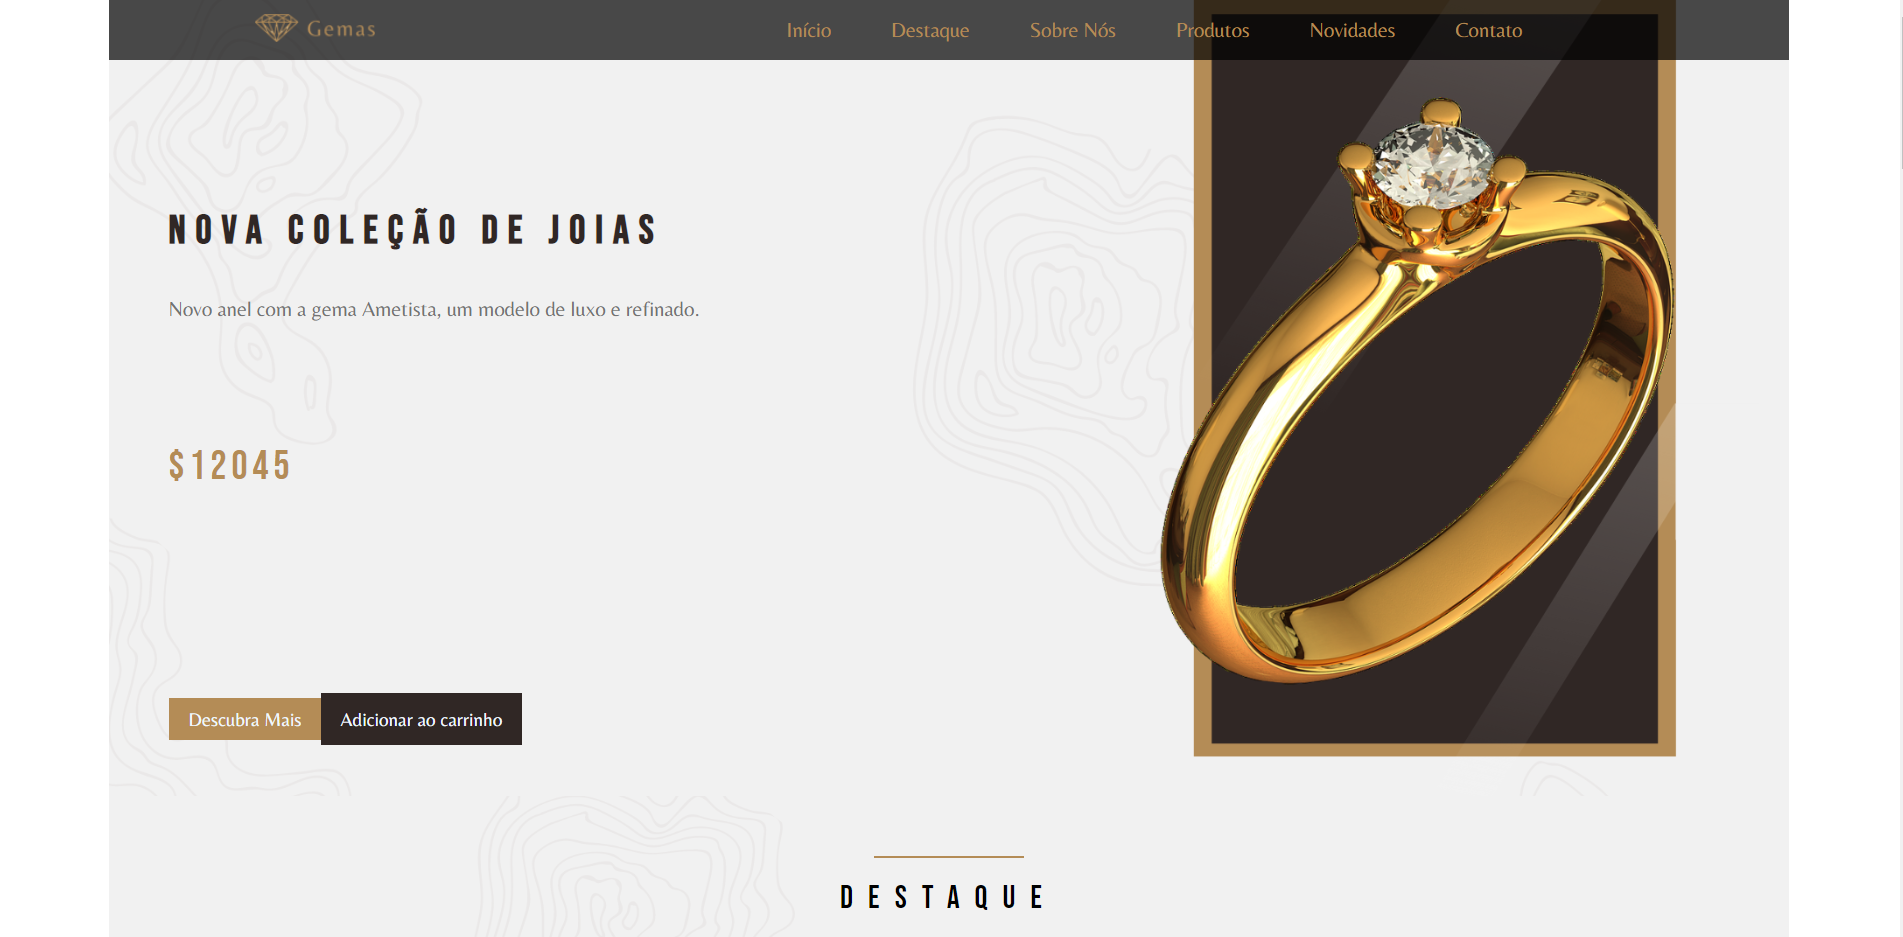 Gemas
Início Destaque Sobre Nós Produtos Novidades Contato
NOVA COLEÇÃO DE JOIAS
Novo anel com a gema Ametista, um modelo de luxo e refinado.
$12045
Descubra Mais
Adicionar ao carrinho
DESTAQUE